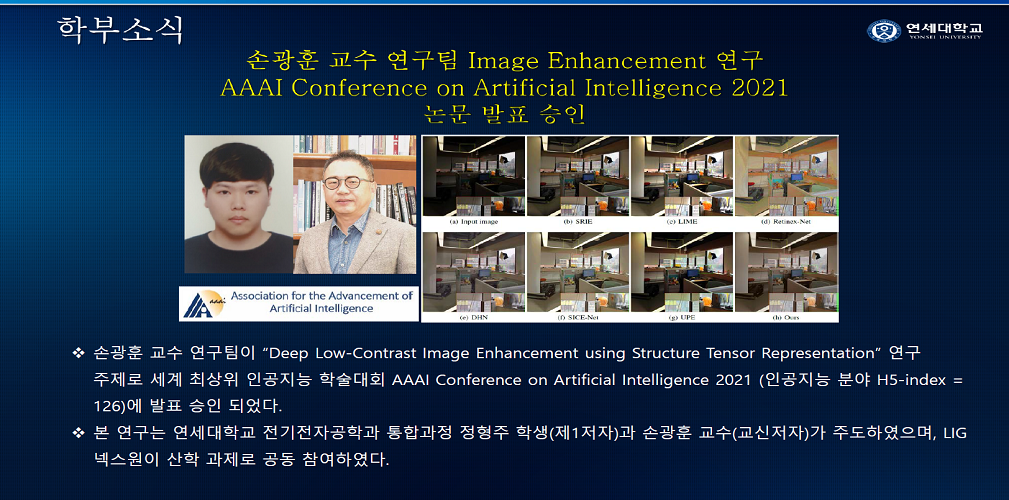 학부소식
연세대학교
YONSEI UNIVERSITY
손광훈 교수 연구팀 Image Enhancement 연구
AAAI Conference on Artificial Intelligence 2021
논문 발표 승인
(a) Input image
(b) SRIE
(c) LIME
(d) Retinex-Net
(e) DHN
(f) SICE-Net
(g) UPE
(h) Ours
aaai
Association for the Advancement of
Artificial Intelligence
❖ 손광훈 교수 연구팀이 “Deep Low-Contrast Image Enhancement using Structure Tensor Representation” 연구
주제로 세계 최상위 인공지능 학술대회 AAAI Conference on Artificial Intelligence 2021 (인공지능 분야 H5-index =
126)에 발표 승인 되었다.
❖ 본 연구는 연세대학교 전기전자공학과 통합과정 정형주 학생(제1저자)과 손광훈 교수(교신저자)가 주도하였으며, LIG
넥스원이 산학 과제로 공동 참여하였다.